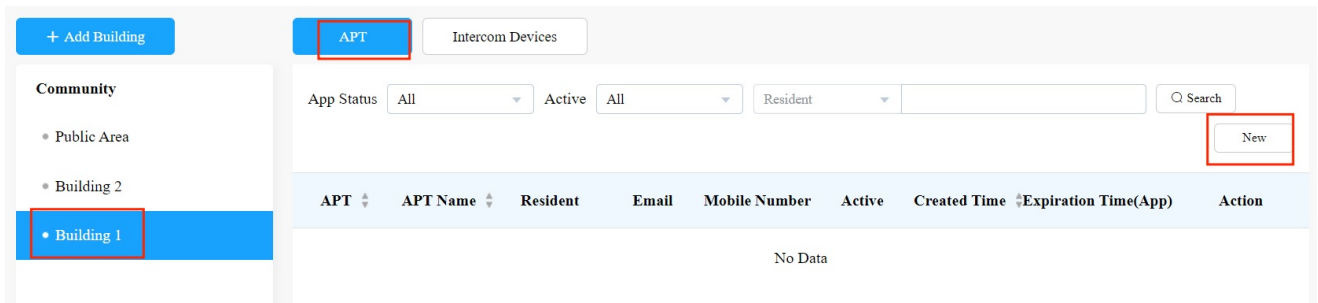 + Add Building
APT
Intercom Devices
Community
App Status All Active All Resident Search
Public Area
New
Building 2
APT APT Name Resident Email Mobile Number Active Created Time Expiration Time(App) Action
Building 1
No Data